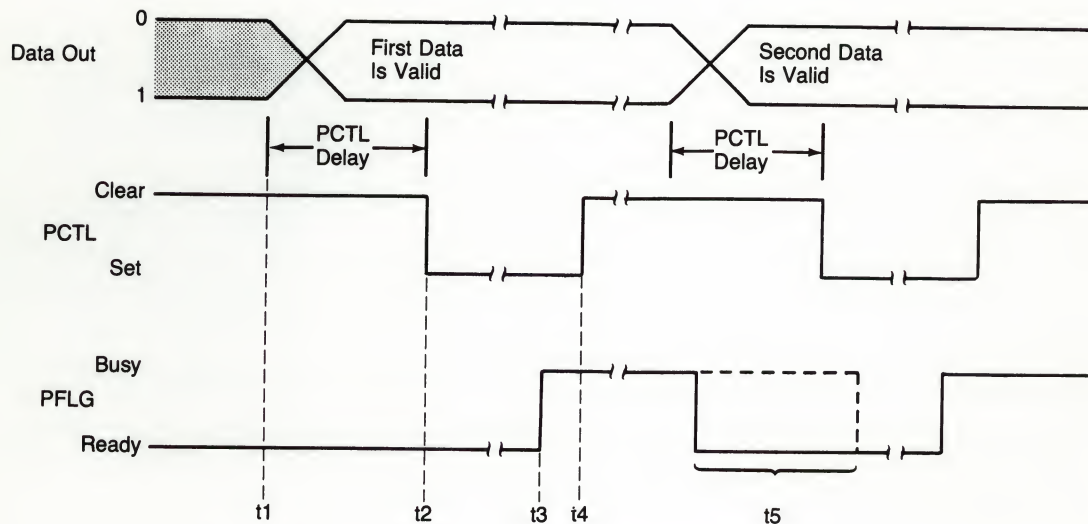 0
Data Out
1
First Data
Is Valid
Second Data
Is Valid
PCTL
Delay
PCTL
Delay
Clear
PCTL
Set
Busy
PFLG
Ready
t1
t2
t3
t4
t5